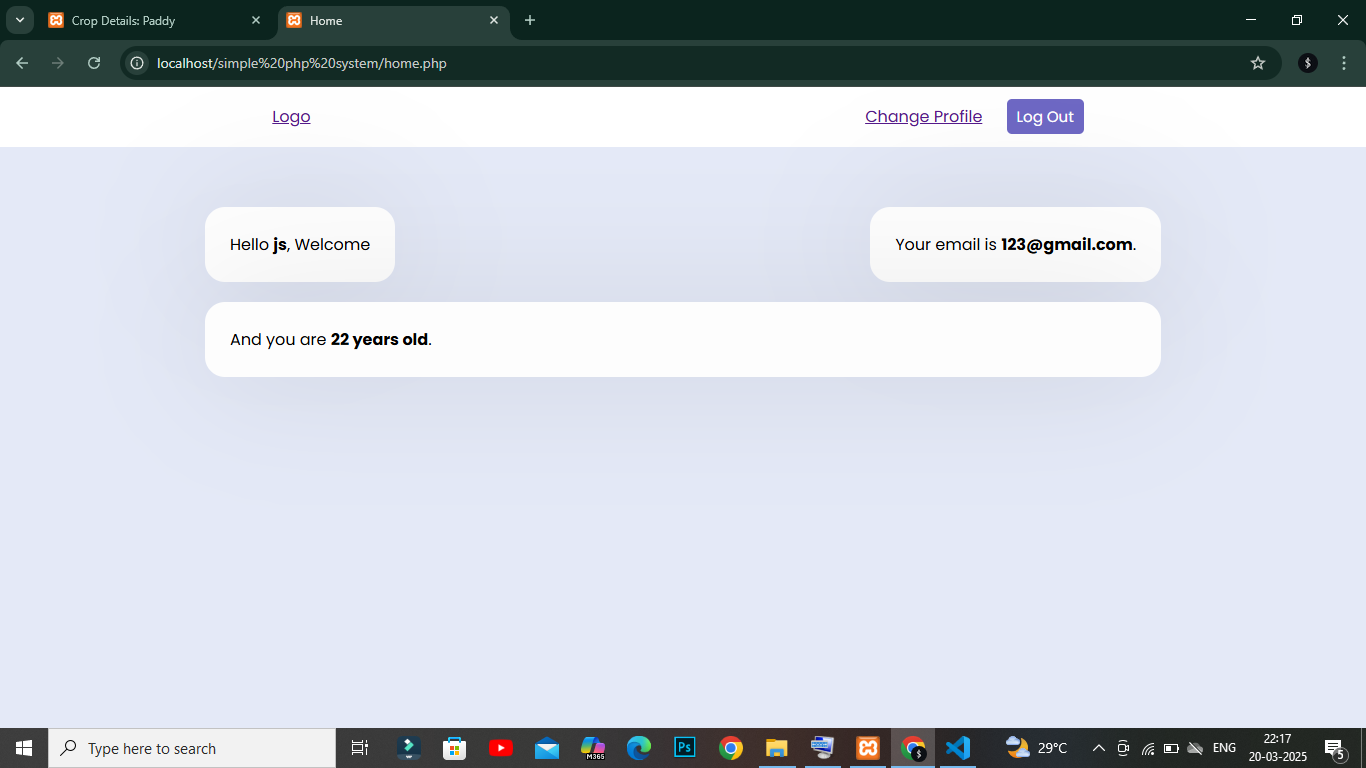 Crop Details: Paddy
Home
localhost/simple%20php%20system/home.php
$
Logo
Change Profile
Log Out
Hello js, Welcome
Your email is 123@gmail.com.
And you are 22 years old.
Type here to search
W
M365
Ps
$
29°C
ENG
22:17
20-03-2025
5